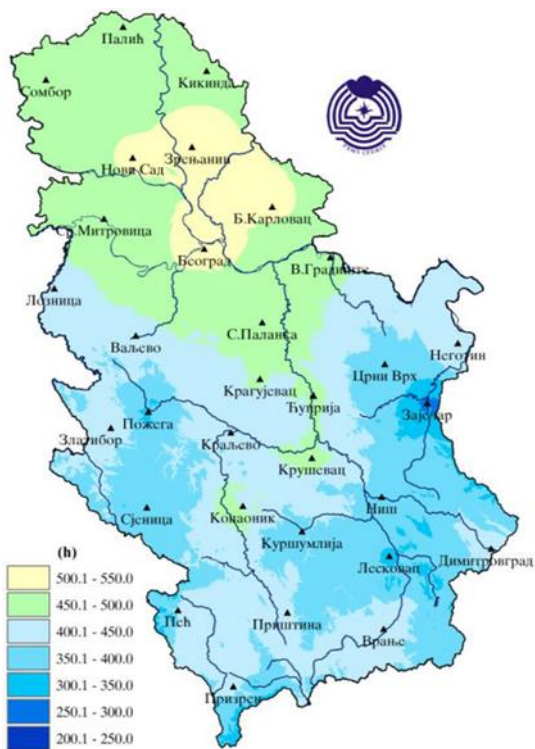 Палић
Сомбор
Кикинда
Зрењанин
Нови Сад
Б.Карловац
Ср.Митровица
Београд
В.Градиште
Лозница
С.Паланка
Ваљево
Неготин
Црни Врх
Крагујевац
Ћуприја
Зајечар
Пожега
Златибор
Краљево
Крушевац
Сјеница
Копаоник
Ниш
Куршумлија
Димитровград
Лесковац
(h)
500.1 - 550.0
450.1 - 500.0
400.1 - 450.0
350.1 - 400.0
300.1 - 350.0
250.1 - 300.0
200.1 - 250.0
Пећ
Приштина
Врање
Призрен